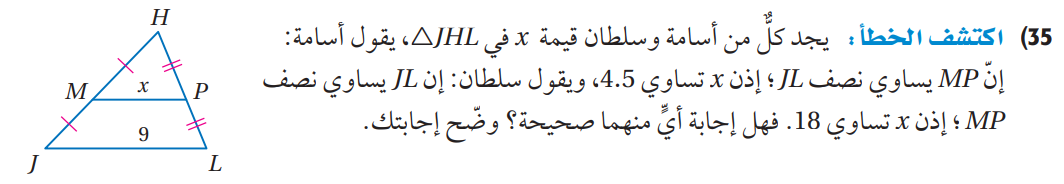 35) اكتشف الخطأ: يجد كلٌّ من أسامة وسلطان قيمة x في △JHL، يقول أسامة:
إنّ MP يساوي نصف JL؛ إذن x تساوي 4.5، ويقول سلطان: إن JL يساوي نصف
MP؛ إذن x تساوي 18. فهل إجابة أيٍّ منهما صحيحة؟ وضّح إجابتك.
H
M x P
9
J L